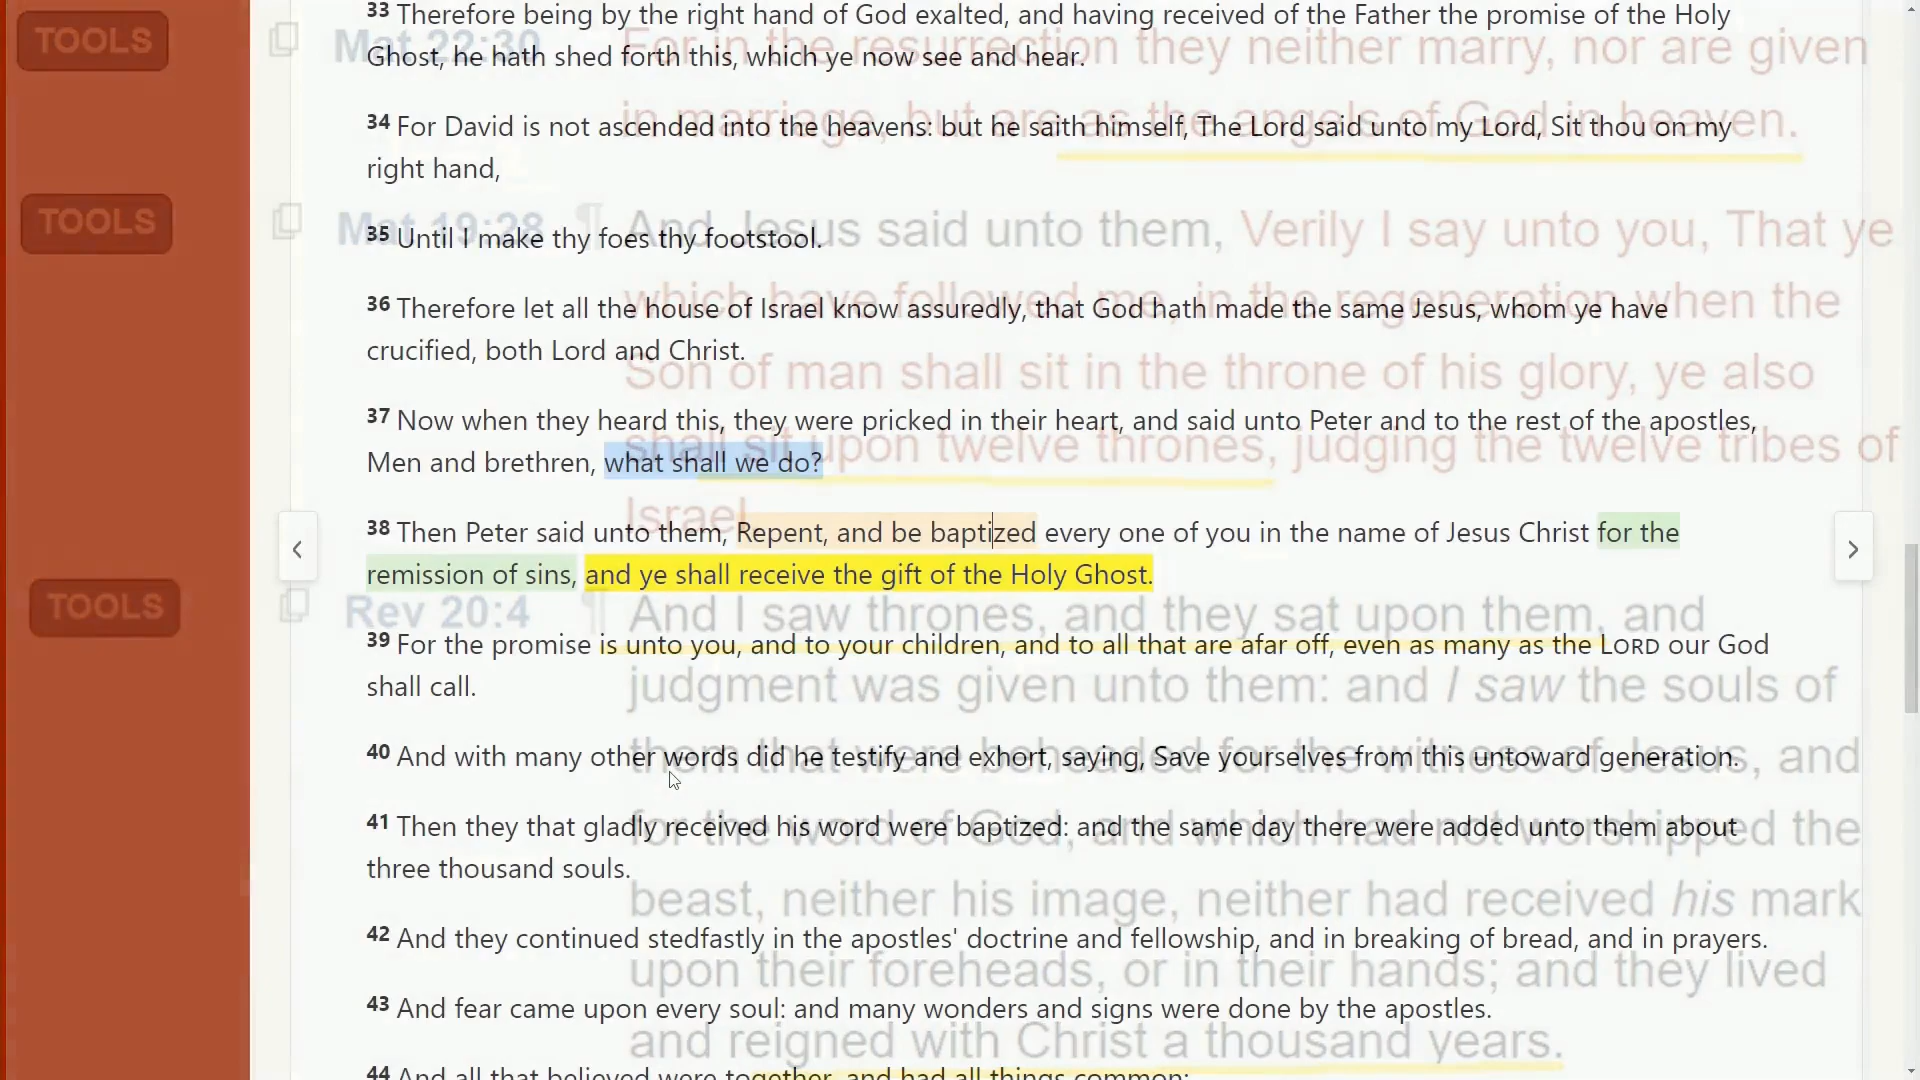 33 Therefore being by the right hand of God exalted, and having received of the Father the promise of the Holy
Ghost, he hath shed forth this, which ye now see and hear.
34 For David is not ascended into the heavens: but he saith himself, The Lord said unto my Lord, Sit thou on my
right hand,
35 Until I make thy foes thy footstool.
36 Therefore let all the house of Israel know assuredly, that God hath made the same Jesus, whom ye have
crucified, both Lord and Christ.
37 Now when they heard this, they were pricked in their heart, and said unto Peter and to the rest of the apostles,
Men and brethren, what shall we do?
38 Then Peter said unto them, Repent, and be baptized every one of you in the name of Jesus Christ for the
remission of sins, and ye shall receive the gift of the Holy Ghost.
39 For the promise is unto you, and to your children, and to all that are afar off, even as many as the LORD our God
shall call.
40 And with many other words did he testify and exhort, saying, Save yourselves from this untoward generation.
41 Then they that gladly received his word were baptized: and the same day there were added unto them about
three thousand souls.
42 And they continued stedfastly in the apostles' doctrine and fellowship, and in breaking of bread, and in prayers.
43 And fear came upon every soul: and many wonders and signs were done by the apostles.
44 And all that believed were together, and had all things common;
TOOLS
Mat 22:30 For in the resurrection they neither marry, nor are given
in marriage, but are as the angels of God in heaven.
TOOLS
Mat 19:28 ¶ And Jesus said unto them, Verily I say unto you, That ye
which have followed me, in the regeneration when the
Son of man shall sit in the throne of his glory, ye also
shall sit upon twelve thrones, judging the twelve tribes of
Israel.
TOOLS
Rev 20:4 ¶ And I saw thrones, and they sat upon them, and
judgment was given unto them: and I saw the souls of
them that were beheaded for the witness of Jesus, and
for the word of God, and which had not worshipped the
beast, neither his image, neither had received his mark
upon their foreheads, or in their hands; and they lived
and reigned with Christ a thousand years.